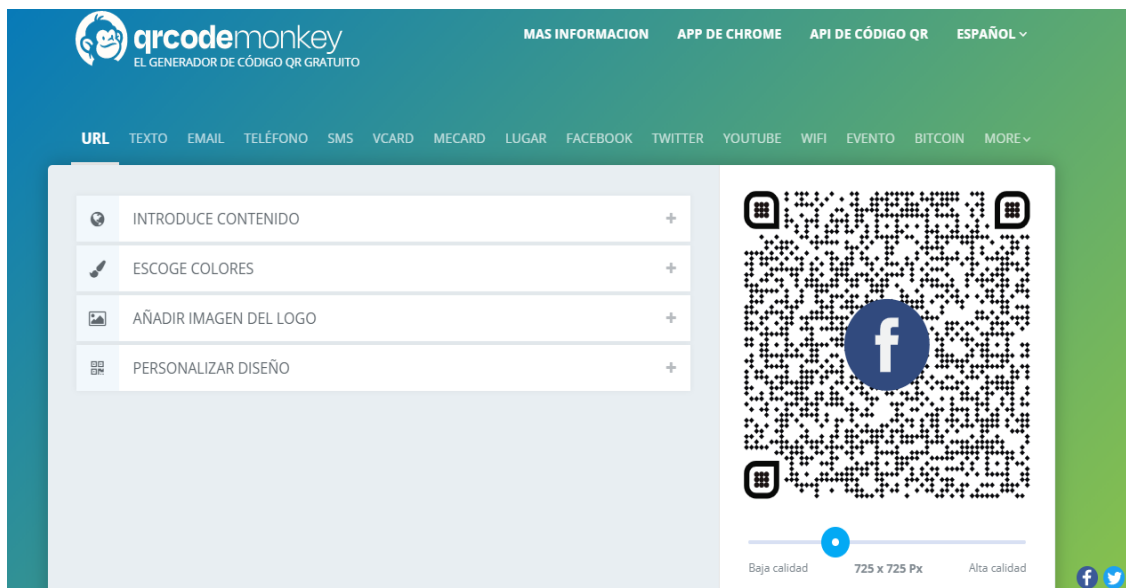 qrcodemonkey
EL GENERADOR DE CÓDIGO QR GRATUITO
MAS INFORMACION APP DE CHROME API DE CÓDIGO QR ESPAÑOL
URL TEXTO EMAIL TELÉFONO SMS VCARD MECARD LUGAR FACEBOOK TWITTER YOUTUBE WIFI EVENTO BITCOIN MORE
INTRODUCE CONTENIDO
ESCOGE COLORES
AÑADIR IMAGEN DEL LOGO
PERSONALIZAR DISEÑO
Baja calidad 725 x 725 Px Alta calidad